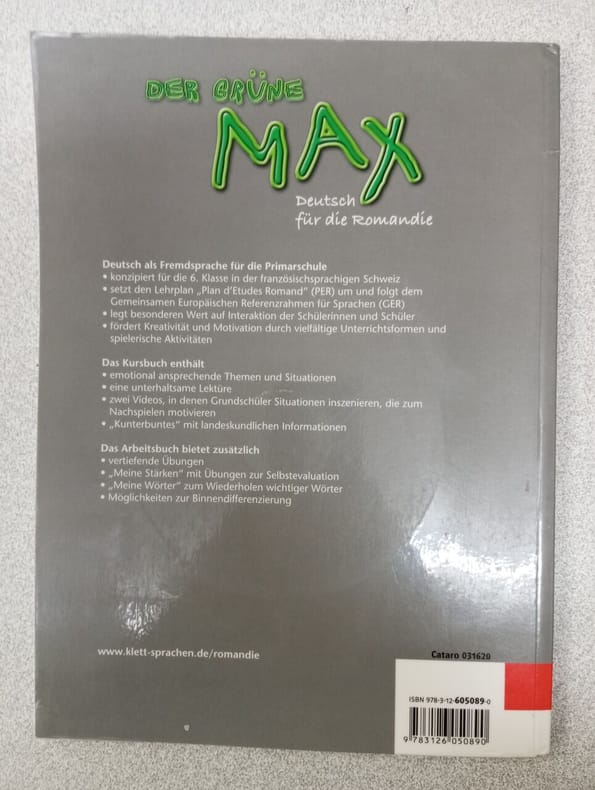 DER GRÜNE
MAX
Deutsch
für die Romandie
Deutsch als Fremdsprache für die Primarschule
• konzipiert für die 6. Klasse in der französischsprachigen Schweiz
• setzt den Lehrplan „Plan d'Etudes Romand" (PER) um und folgt dem
Gemeinsamen Europäischen Referenzrahmen für Sprachen (GER)
• legt besonderen Wert auf Interaktion der Schülerinnen und Schüler
• fördert Kreativität und Motivation durch vielfältige Unterrichtsformen und
spielerische Aktivitäten
Das Kursbuch enthält
• emotional ansprechende Themen und Situationen
• eine unterhaltsame Lektüre
• zwei Videos, in denen Grundschüler Situationen inszenieren, die zum
Nachspielen motivieren
• „Kunterbuntes" mit landeskundlichen Informationen
Das Arbeitsbuch bietet zusätzlich
• vertiefende Übungen
• „Meine Stärken" mit Übungen zur Selbstevaluation
• „Meine Wörter" zum Wiederholen wichtiger Wörter
• Möglichkeiten zur Binnendifferenzierung
www.klett-sprachen.de/romandie
Cataro 031620
ISBN 978-3-12-605089-0
9 783126 050890